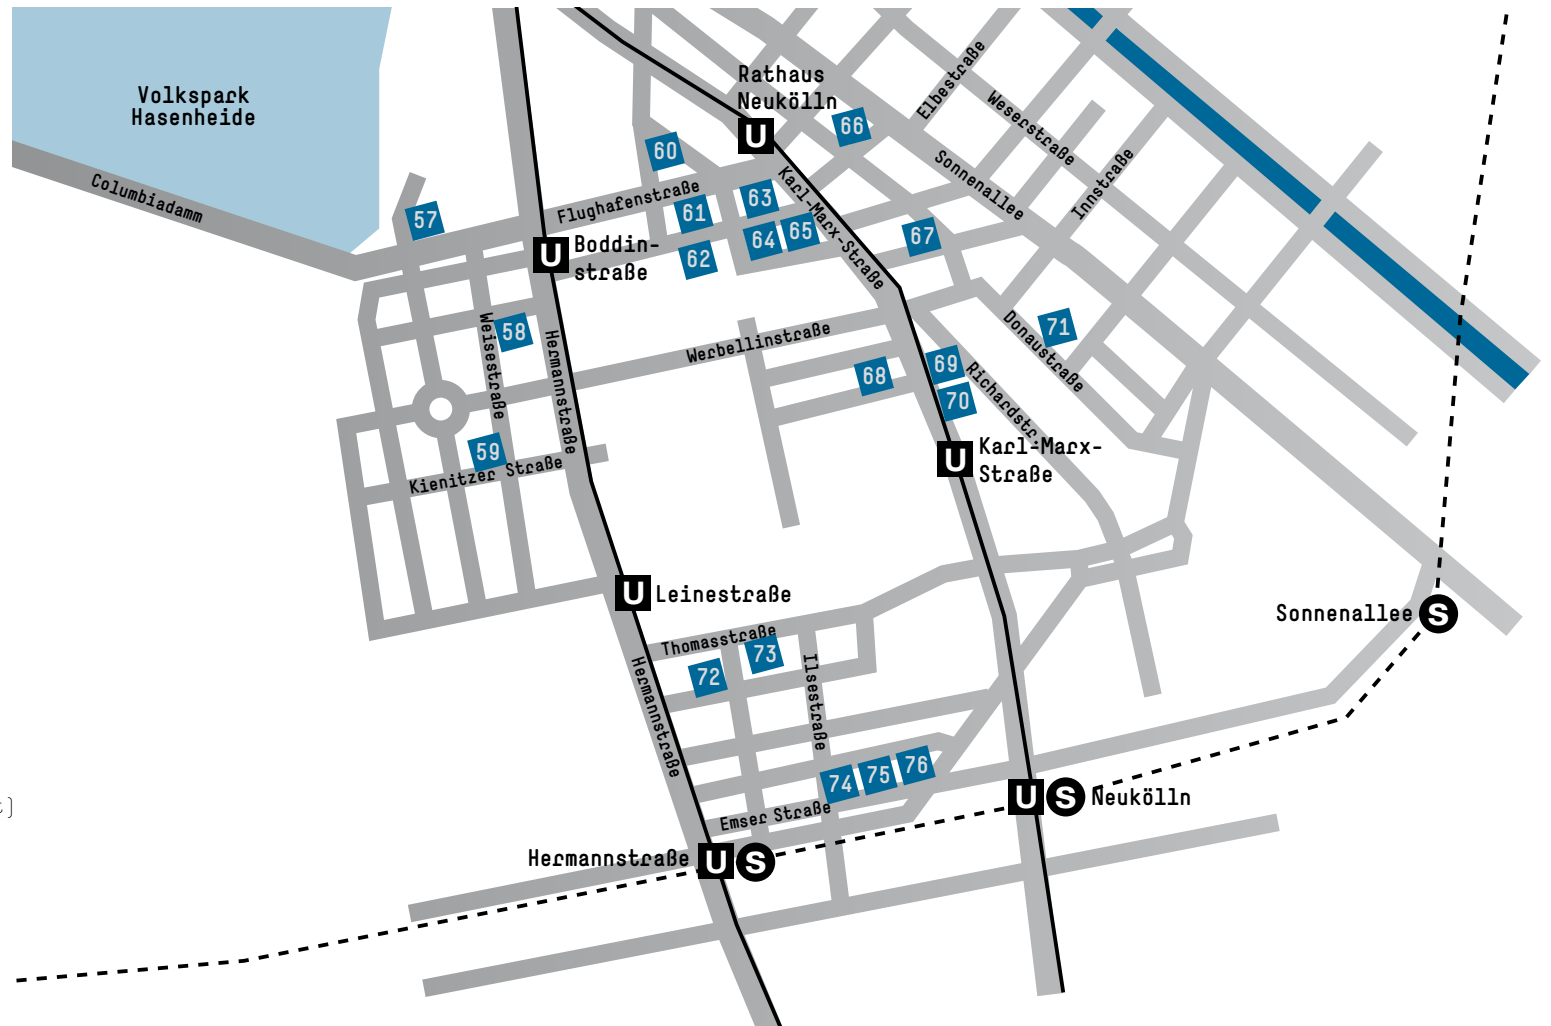 Volkspark
Hasenheide
Columbiadamm
Rathaus
Neukölln
U
Elbestraße
Weserstraße
Sonnenallee
Innstraße
66
60
Flughafenstraße
57
61
63
64
65
62
67
Karl-Marx-Straße
U
Boddin-
straße
58
Weisestraße
Hermannstraße
59
Kienitzer Straße
Werbellinstraße
68
69
70
71
Donaustraße
Richardstr.
U
Karl-Marx-
Straße
U
Leinestraße
Thomasstraße
72
73
Ilsestraße
Hermannstraße
74
75
76
Emser Straße
Sonnenallee
S
U S
Neukölln
Hermannstraße
U S
)